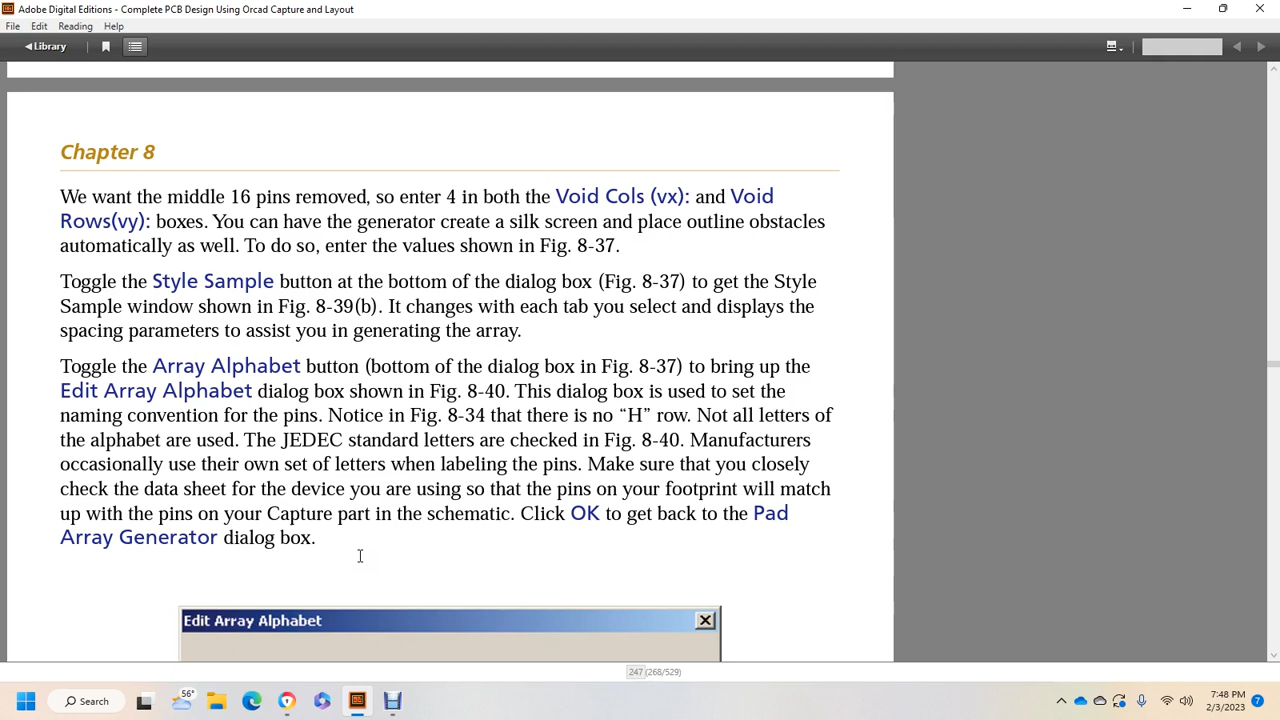 Adobe Digital Editions - Complete PCB Design Using Orcad Capture and Layout
File Edit Reading Help
Library
Chapter 8
We want the middle 16 pins removed, so enter 4 in both the Void Cols (vx): and Void
Rows(vy): boxes. You can have the generator create a silk screen and place outline obstacles
automatically as well. To do so, enter the values shown in Fig. 8-37.
Toggle the Style Sample button at the bottom of the dialog box (Fig. 8-37) to get the Style
Sample window shown in Fig. 8-39(b). It changes with each tab you select and displays the
spacing parameters to assist you in generating the array.
Toggle the Array Alphabet button (bottom of the dialog box in Fig. 8-37) to bring up the
Edit Array Alphabet dialog box shown in Fig. 8-40. This dialog box is used to set the
naming convention for the pins. Notice in Fig. 8-34 that there is no “H” row. Not all letters of
the alphabet are used. The JEDEC standard letters are checked in Fig. 8-40. Manufacturers
occasionally use their own set of letters when labeling the pins. Make sure that you closely
check the data sheet for the device you are using so that the pins on your footprint will match
up with the pins on your Capture part in the schematic. Click OK to get back to the Pad
Array Generator dialog box.
Edit Array Alphabet
247 (268/529)
56°
Search
7:48 PM
2/3/2023
7